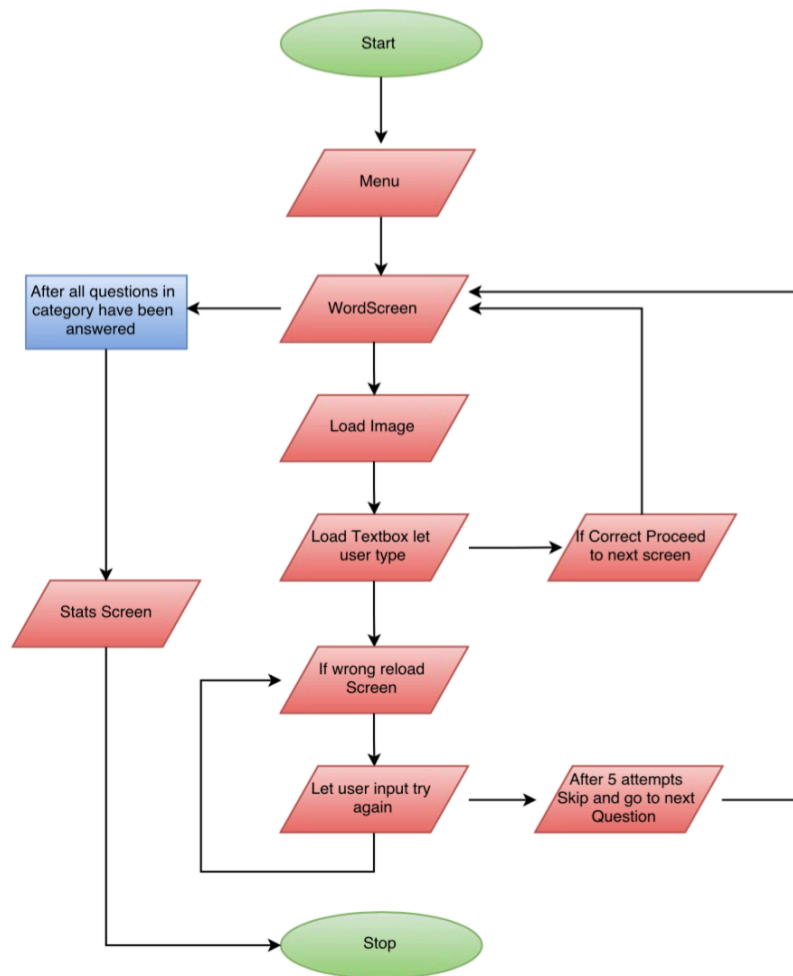 Start
Menu
After all questions in
category have been
answered
WordScreen
Load Image
Load Textbox let
user type
If Correct Proceed
to next screen
Stats Screen
If wrong reload
Screen
Let user input try
again
After 5 attempts
Skip and go to next
Question
Stop